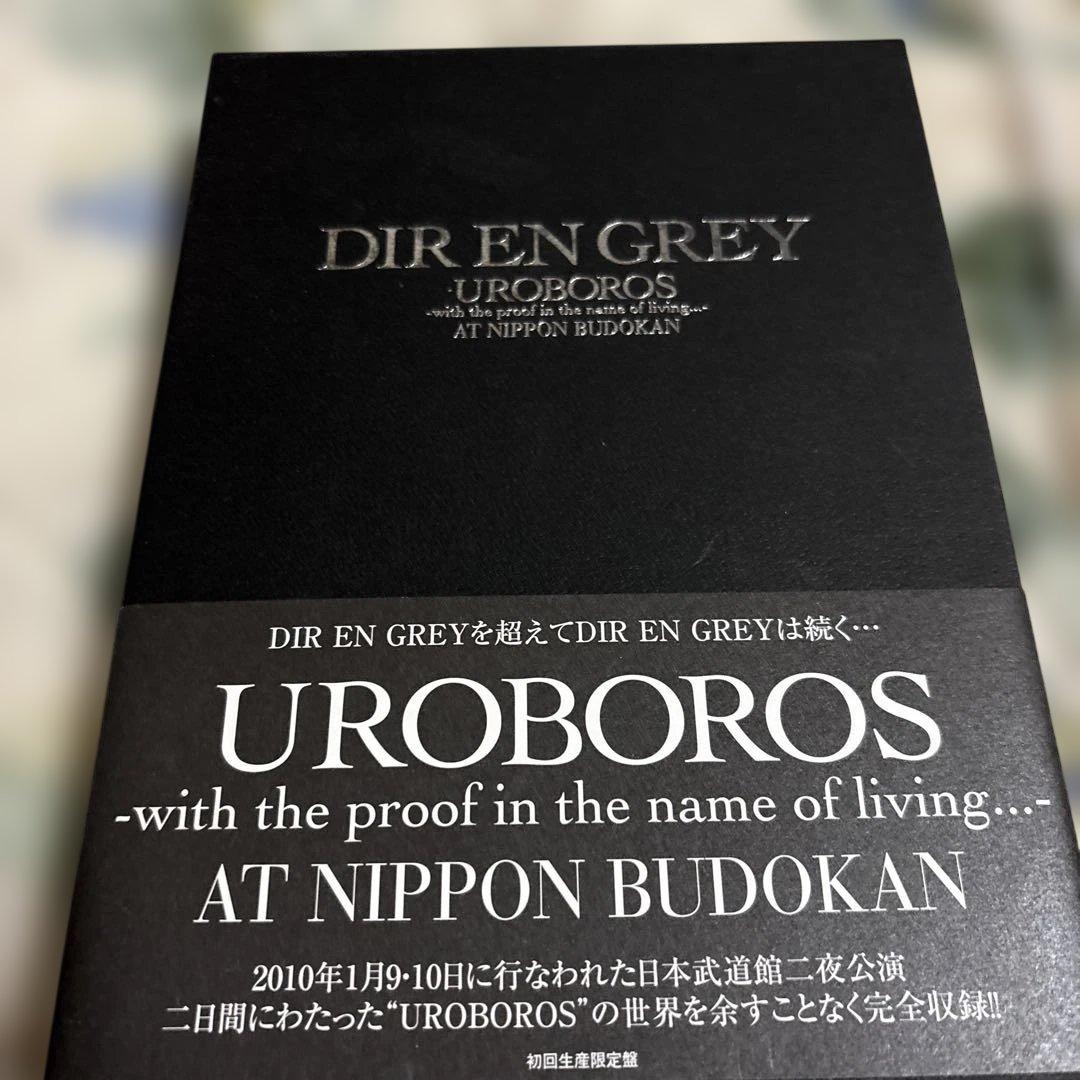 DIR EN GREY
UROBOROS
-with the proof in the name of living...-
AT NIPPON BUDOKAN
DIR EN GREYを超えてDIR EN GREYは続く…
UROBOROS
-with the proof in the name of living...-
AT NIPPON BUDOKAN
2010年1月9・10日に行なわれた日本武道館二夜公演
二日間にわたった“UROBOROS”の世界を余すことなく完全収録!!
初回生産限定盤